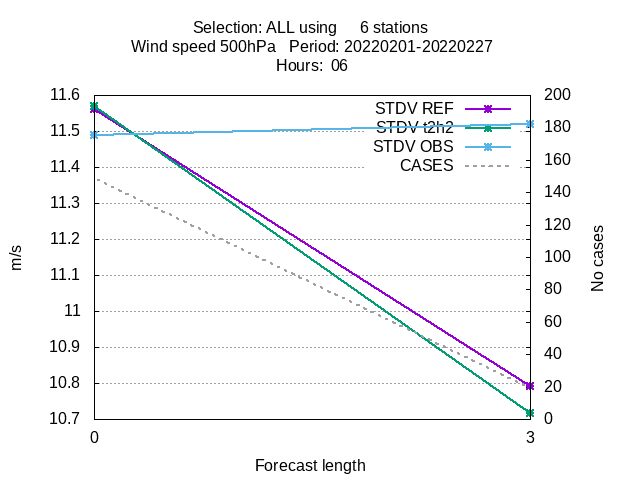 Selection: ALL using 6 stations
Wind speed 500hPa Period: 20220201-20220227
Hours: 06
11.6
11.5
11.4
11.3
11.2
11.1
11
10.9
10.8
10.7
200
180
160
140
120
100
80
60
40
20
0
STDV REF
STDV t2h2
STDV OBS
CASES
m/s
No cases
0
3
Forecast length